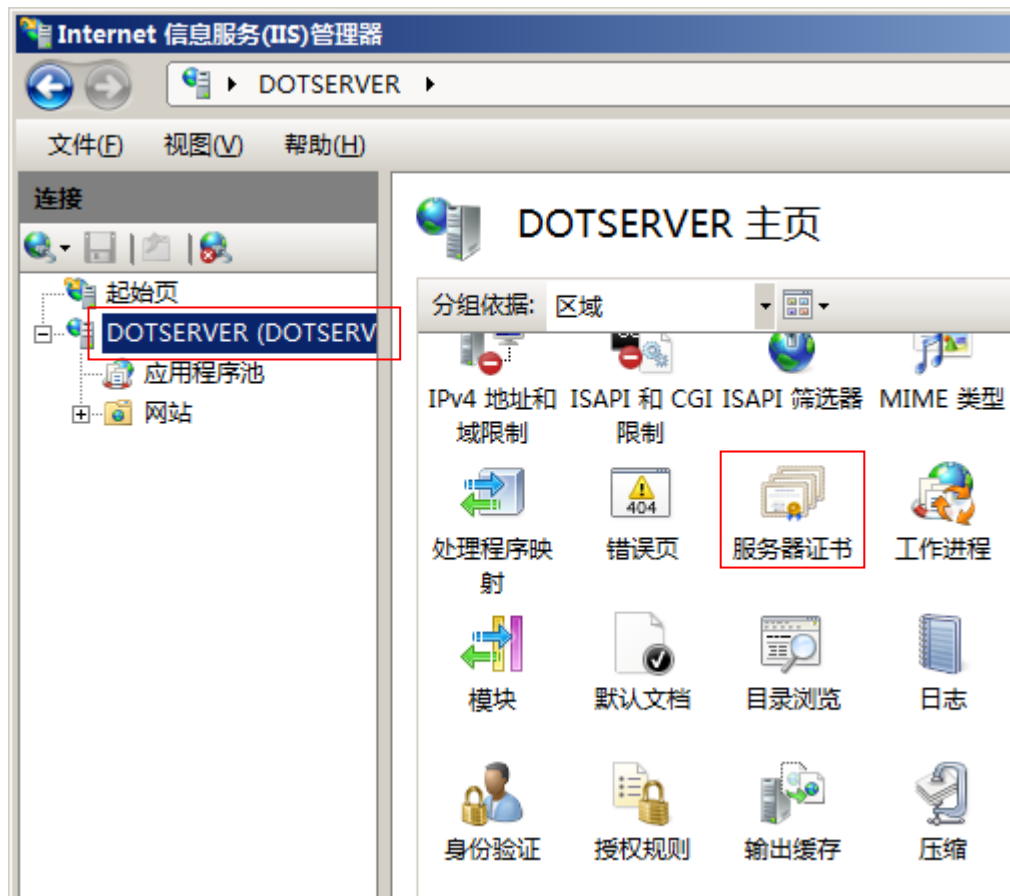 Internet 信息服务(IIS)管理器
DOTSERVER
文件(F) 视图(V) 帮助(H)
连接
起始页
DOTSERVER (DOTSERV
应用程序池
网站
DOTSERVER 主页
分组依据: 区域
IPv4 地址和 ISAPI 和 CGI ISAPI 筛选器 MIME 类型
域限制 限制
404
处理程序映 错误页 服务器证书 工作进程
射
模块 默认文档 目录浏览 日志
身份验证 授权规则 输出缓存 压缩